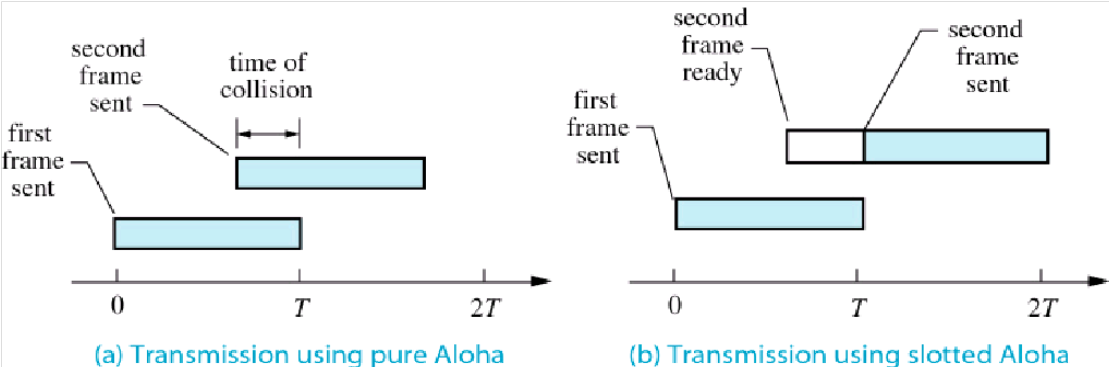 second
frame
sent
time of
collision
first
frame
sent
0
T
2T
(a) Transmission using pure Aloha
second
frame
ready
second
frame
sent
first
frame
sent
0
T
2T
(b) Transmission using slotted Aloha